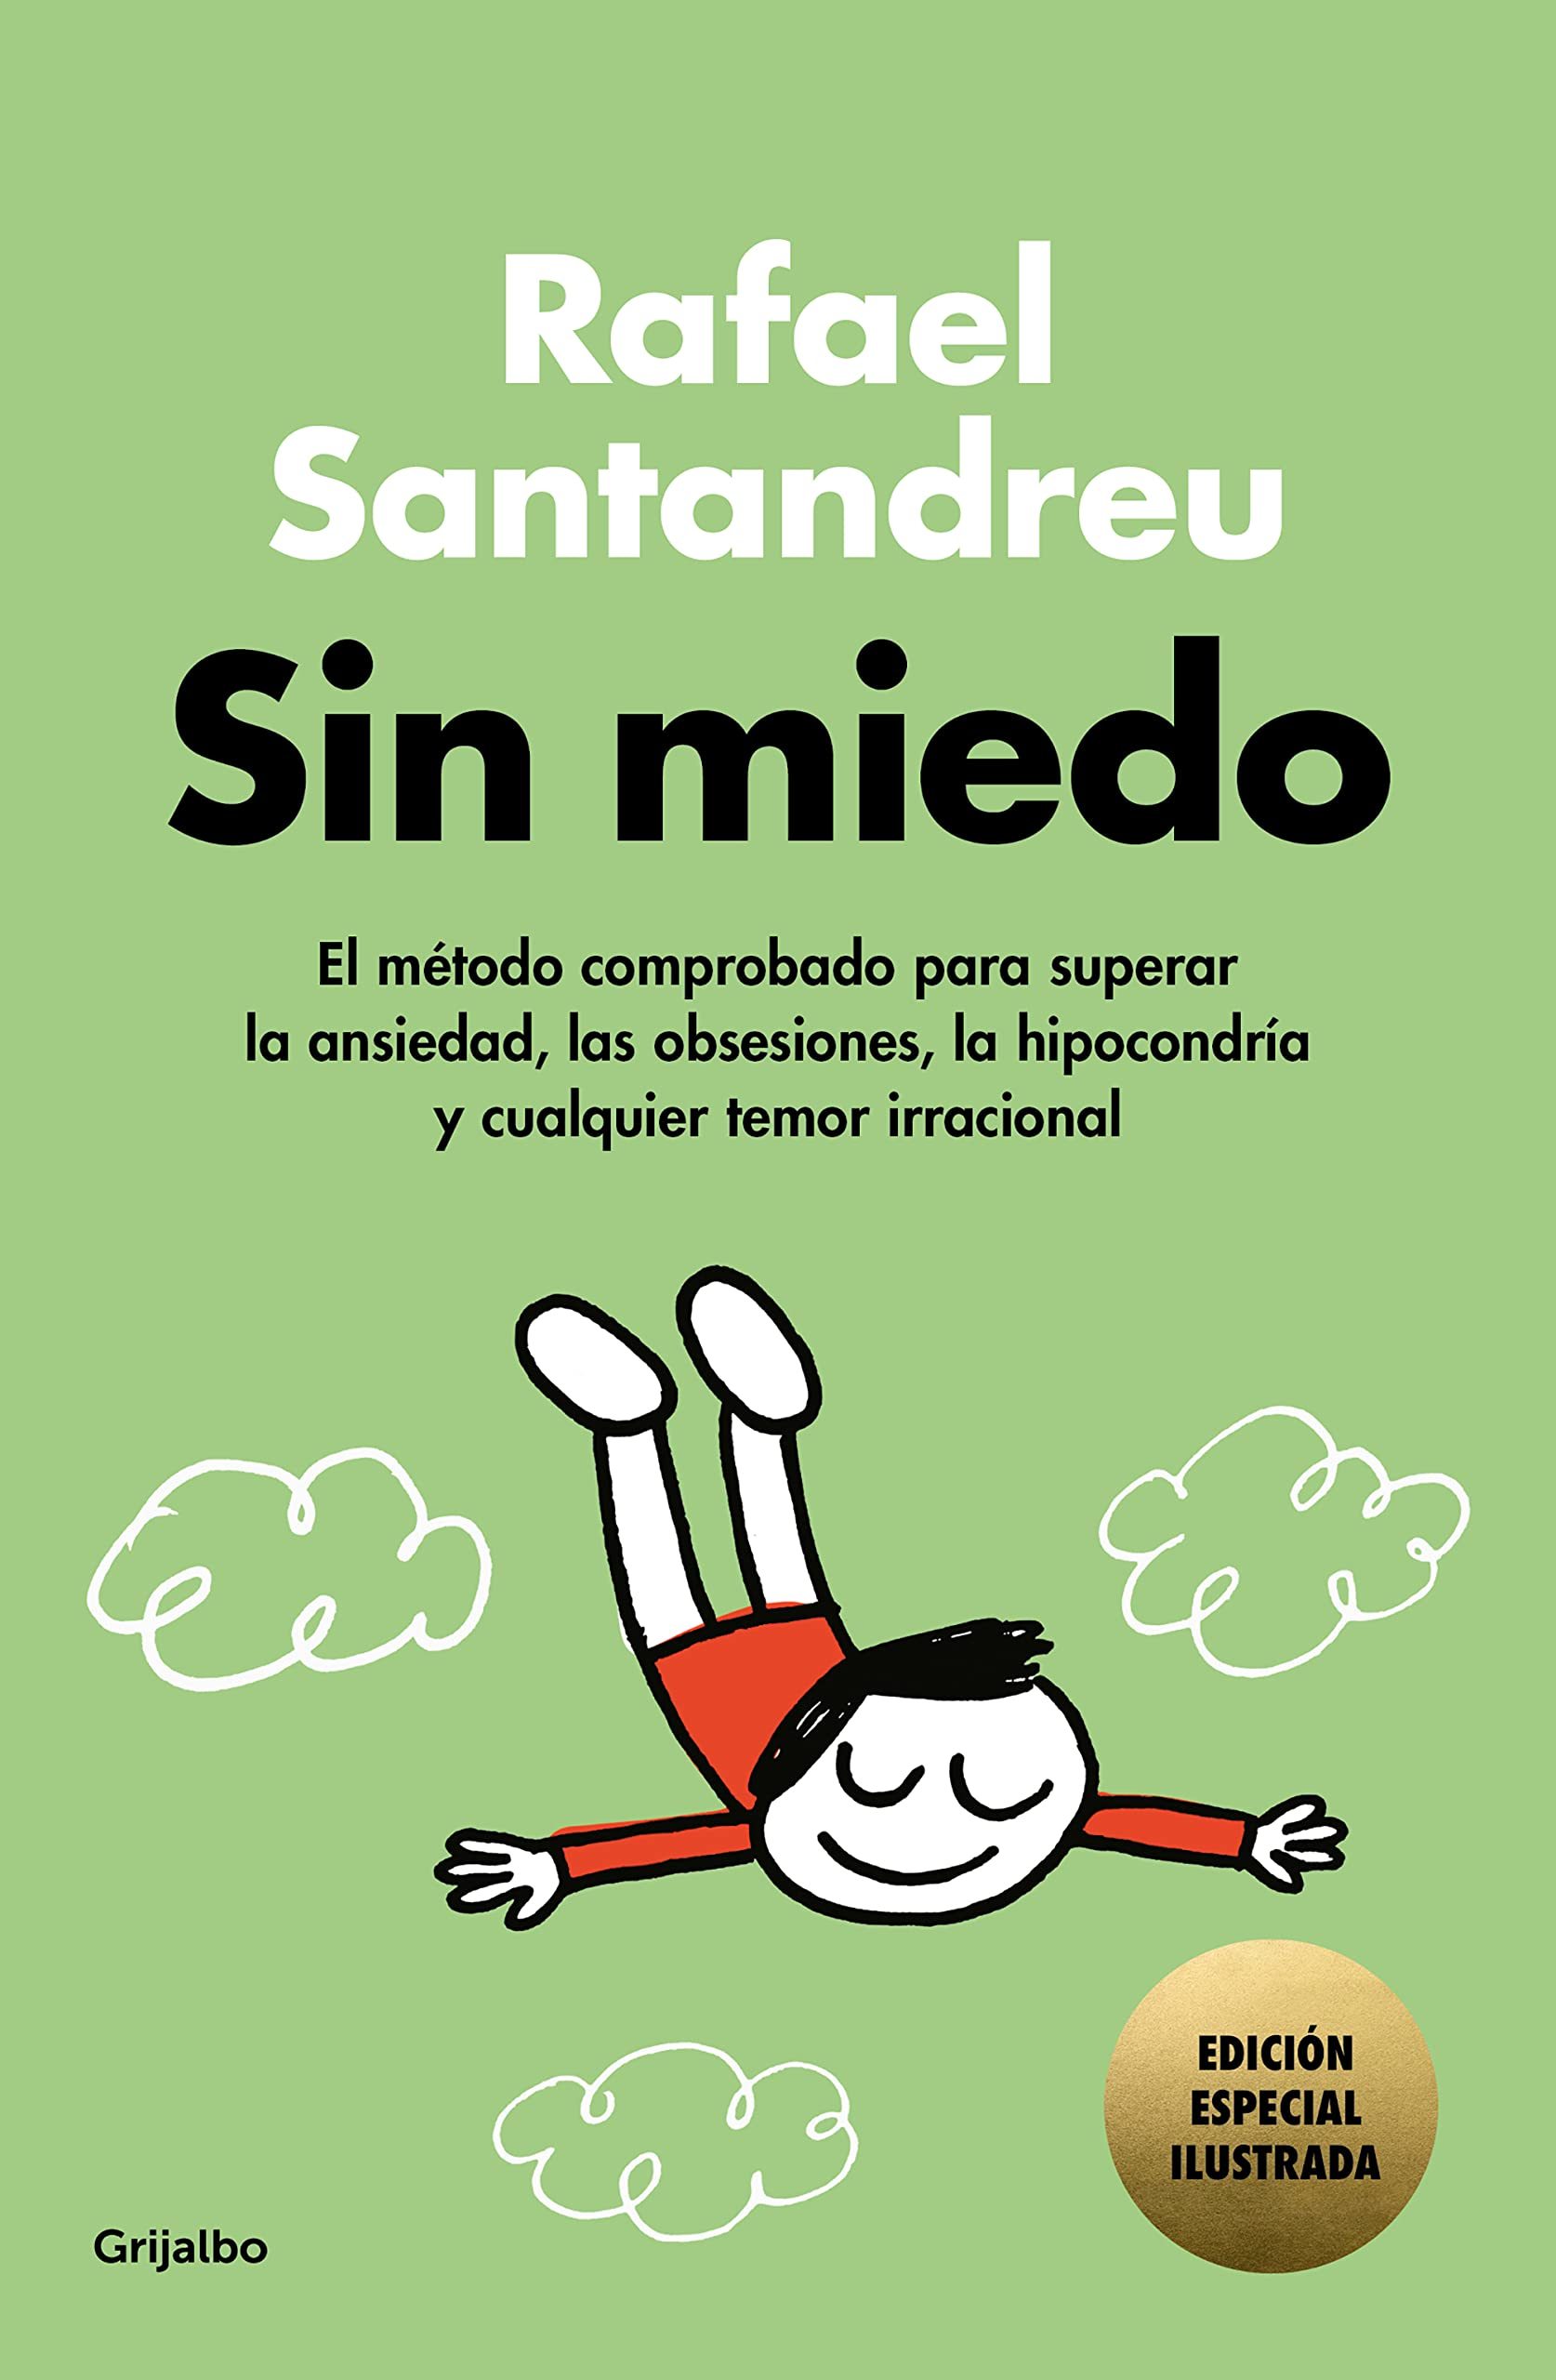 Rafael
Santandreu
Sin miedo
El método comprobado para superar
la ansiedad, las obsesiones, la hipocondría
y cualquier temor irracional
EDICIÓN
ESPECIAL
ILUSTRADA
Grijalbo